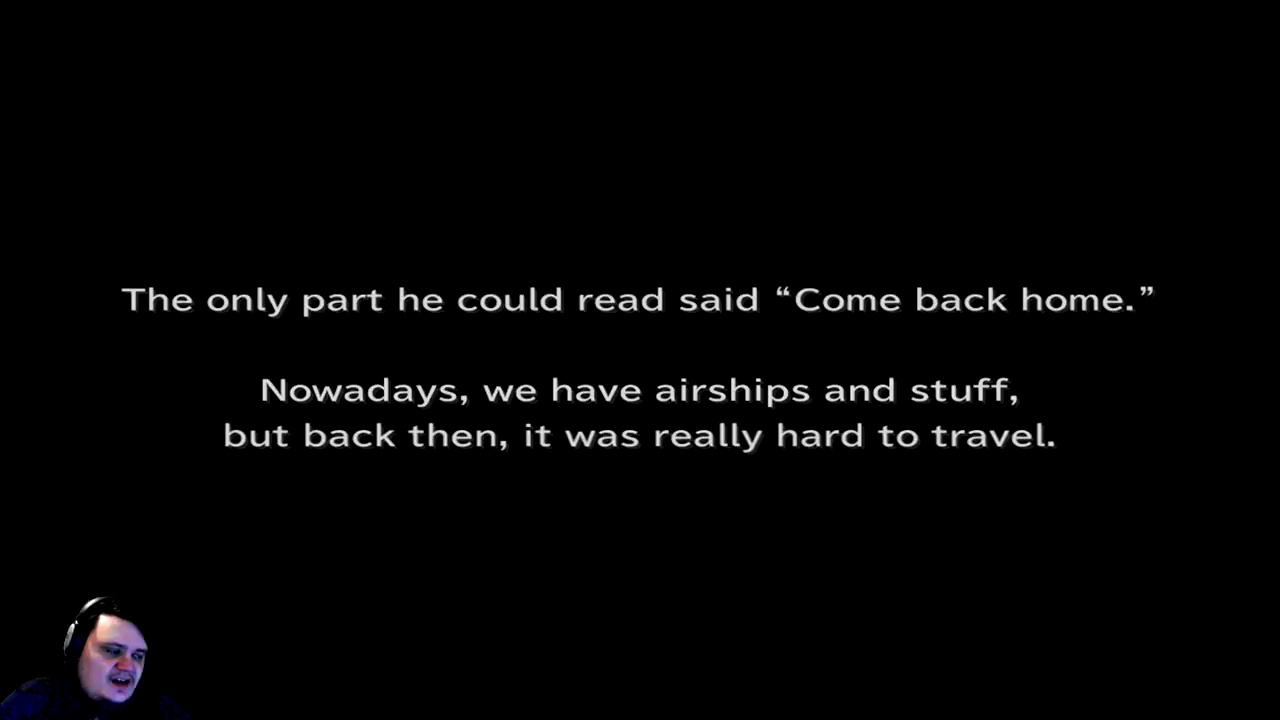 The only part he could read said “Come back home.”
Nowadays, we have airships and stuff,
but back then, it was really hard to travel.